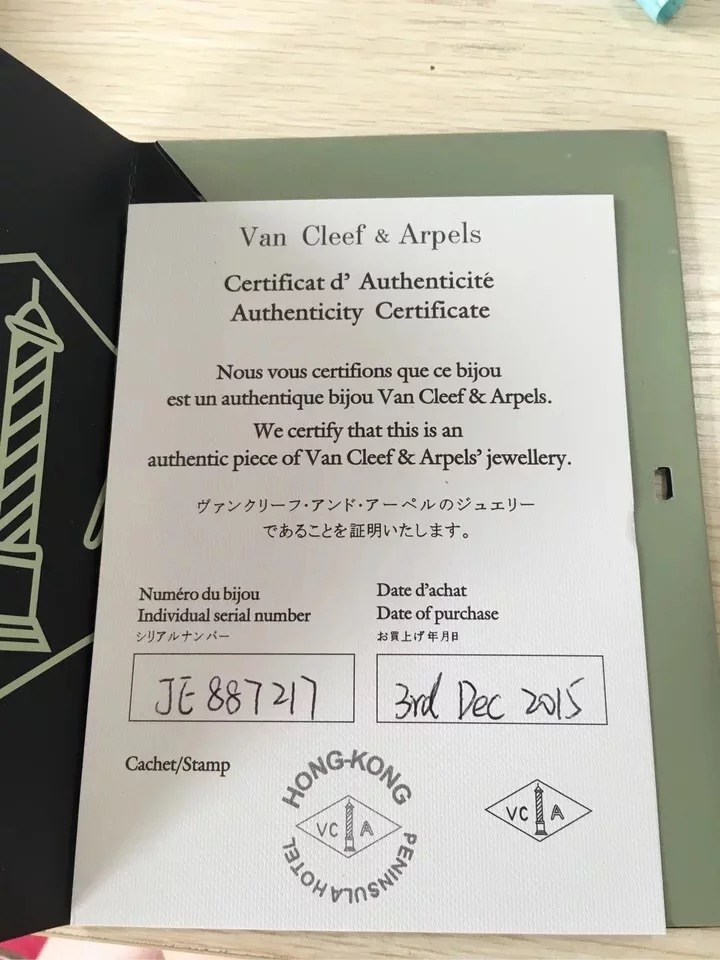 Van Cleef & Arpels
Certificat d' Authenticité
Authenticity Certificate
Nous vous certifions que ce bijou
est un authentique bijou Van Cleef & Arpels.
We certify that this is an
authentic piece of Van Cleef & Arpels' jewellery.
ヴァンクリーフ・アンド・アーペルのジュエリー
であることを証明いたします。
Numéro du bijou
Individual serial number
シリアルナンバー
Date d'achat
Date of purchase
お買上げ年月日
JE 887217
3rd Dec 2015
Cachet/Stamp
HONG-KONG
VC A
PENINSULA HOTEL
VC A